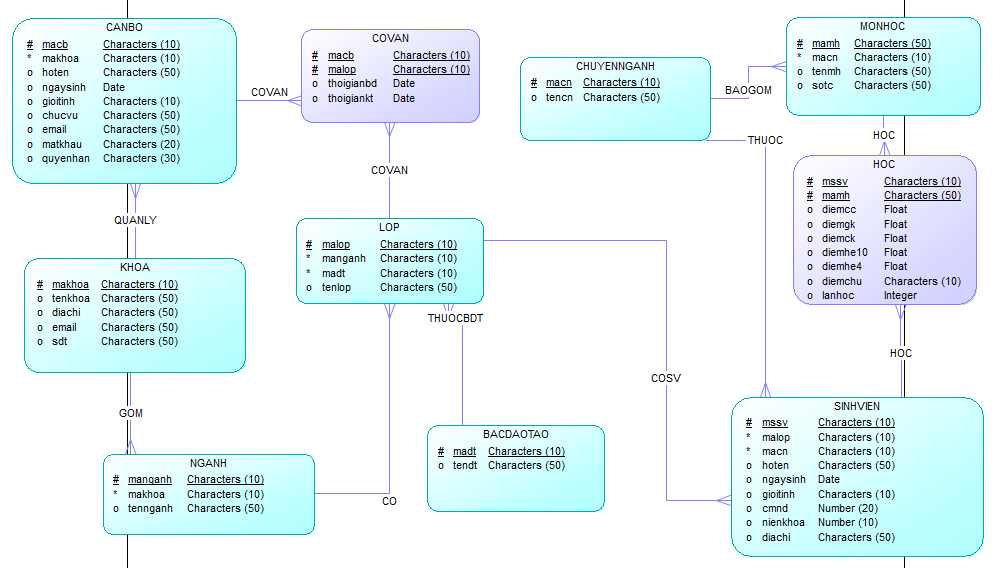 CANBO
# macb Characters (10)
* makhoa Characters (10)
o hoten Characters (50)
o ngaysinh Date
o gioitinh Characters (10)
o chucvu Characters (50)
o email Characters (50)
o matkhau Characters (20)
o quyenhan Characters (30)
COVAN
COVAN
# macb Characters (10)
# malop Characters (10)
o thoigianbd Date
o thoigiankt Date
CHUYENNGANH
# macn Characters (10)
o tencn Characters (50)
BAOGOM
THUOC
MONHOC
# mamh Characters (50)
* macn Characters (10)
o tenmh Characters (50)
o sotc Characters (50)
HOC
HOC
# mssv Characters (10)
# mamh Characters (50)
o diemcc Float
o diemgk Float
o diemck Float
o diemhe10 Float
o diemhe4 Float
o diemchu Characters (10)
o lanhoc Integer
HOC
COVAN
QUANLY
LOP
# malop Characters (10)
* manganh Characters (10)
* madt Characters (10)
o tenlop Characters (50)
THUOCBDT
KHOA
# makhoa Characters (10)
o tenkhoa Characters (50)
o diachi Characters (50)
o email Characters (50)
o sdt Characters (50)
COSV
GOM
NGANH
# manganh Characters (10)
* makhoa Characters (10)
o tennganh Characters (50)
CO
BACDAOTAO
# madt Characters (10)
o tendt Characters (50)
SINHVIEN
# mssv Characters (10)
* malop Characters (10)
* macn Characters (10)
o hoten Characters (50)
o ngaysinh Date
o gioitinh Characters (10)
o cmnd Number (20)
o nienkhoa Number (10)
o diachi Characters (50)